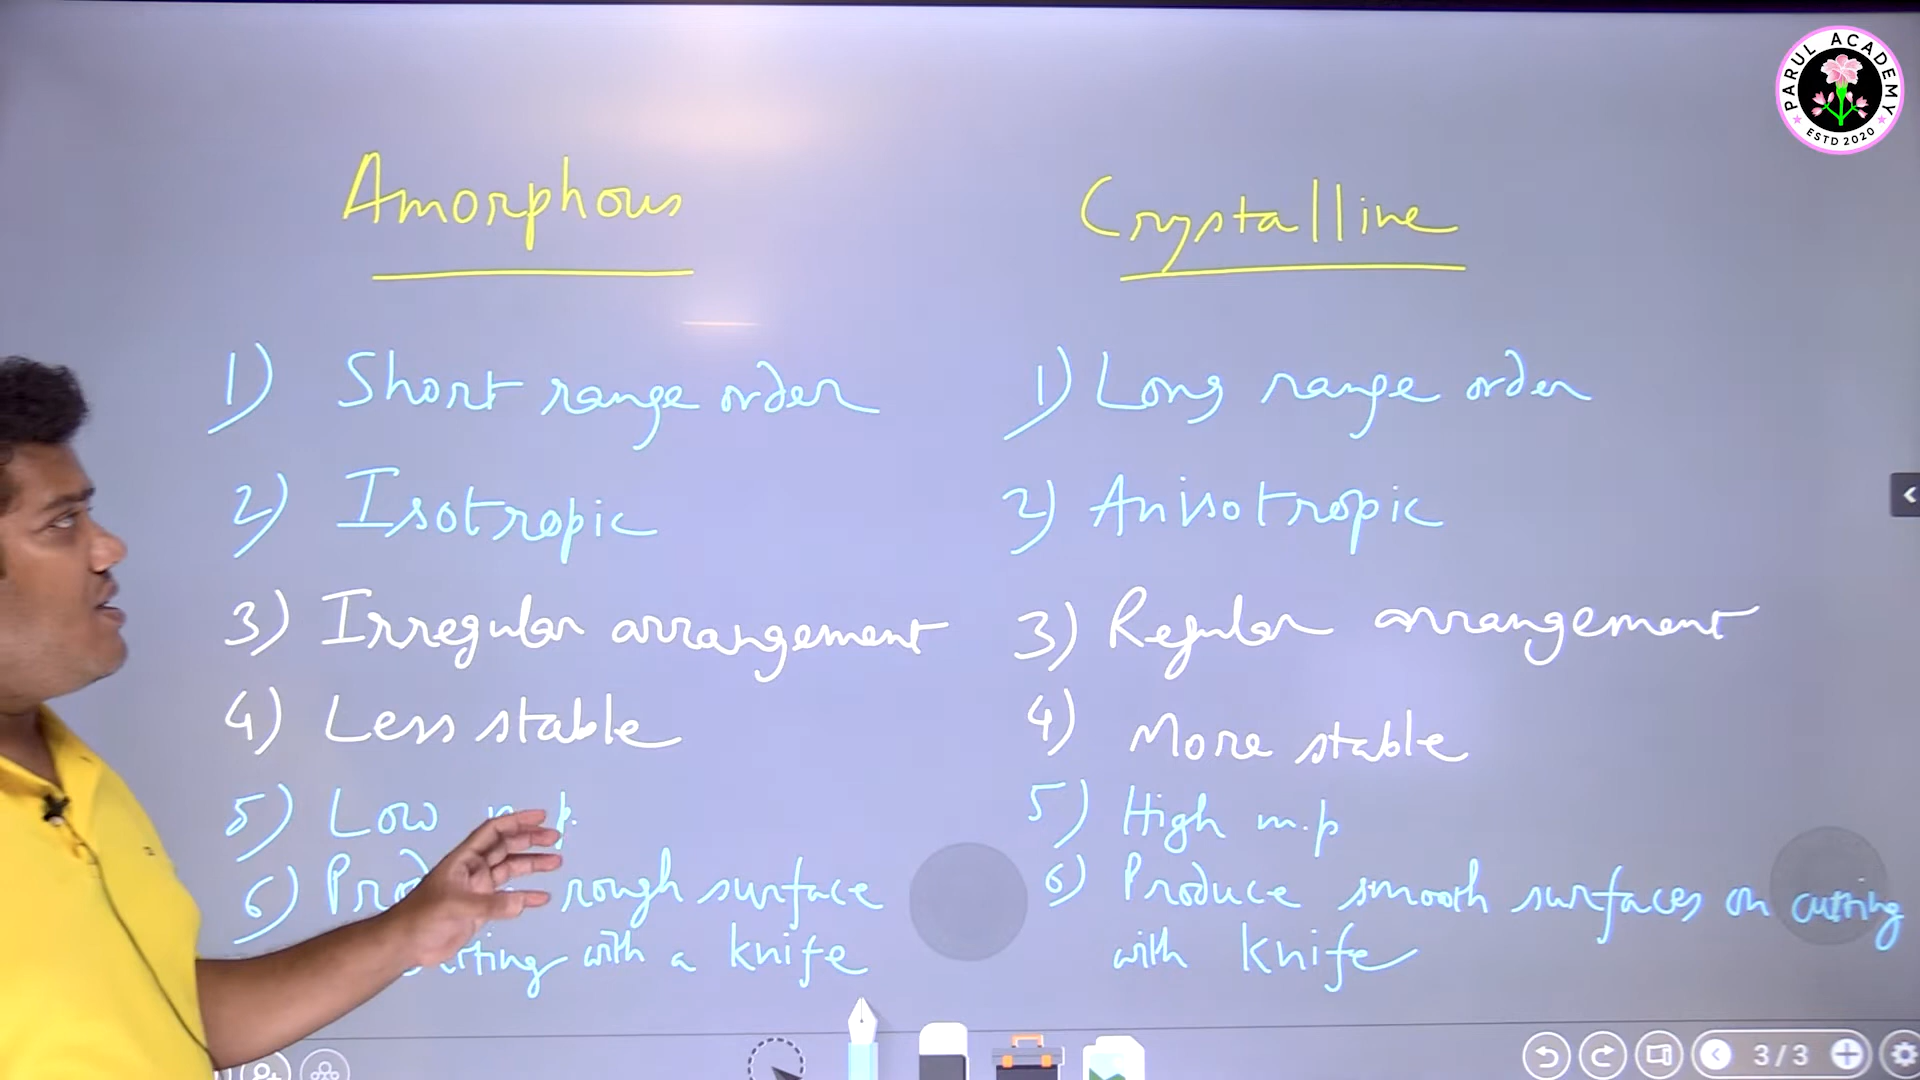 PARUL ACADEMY
ESTD 2020
Amorphous
Crystalline
1) Short range order
1) Long range order
2) Isotropic
2) Anisotropic
3) Irregular arrangement
3) Regular arrangement
4) Less stable
4) More stable
5) Low
5) High m.p
6) rough surface
6) Produce smooth surfaces on cutting
with a knife
with knife
3/3